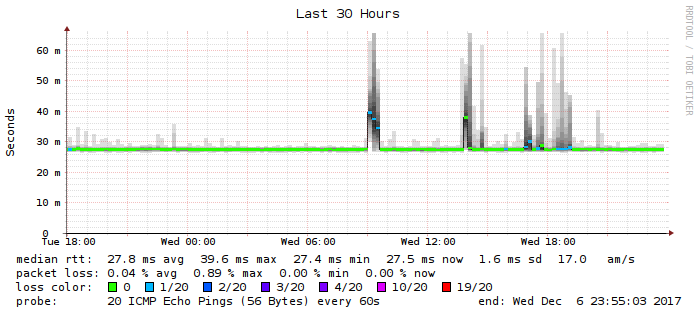 Last 30 Hours
RRDTOOL / TOBI OETIKER
Seconds
60 m
50 m
40 m
30 m
20 m
10 m
0
Tue 18:00 Wed 00:00 Wed 06:00 Wed 12:00 Wed 18:00
median rtt: 27.8 ms avg 39.6 ms max 27.4 ms min 27.5 ms now 1.6 ms sd 17.0 am/s
packet loss: 0.04 % avg 0.89 % max 0.00 % min 0.00 % now
loss color: 0 1/20 2/20 3/20 4/20 10/20 19/20
probe: 20 ICMP Echo Pings (56 Bytes) every 60s end: Wed Dec 6 23:55:03 2017